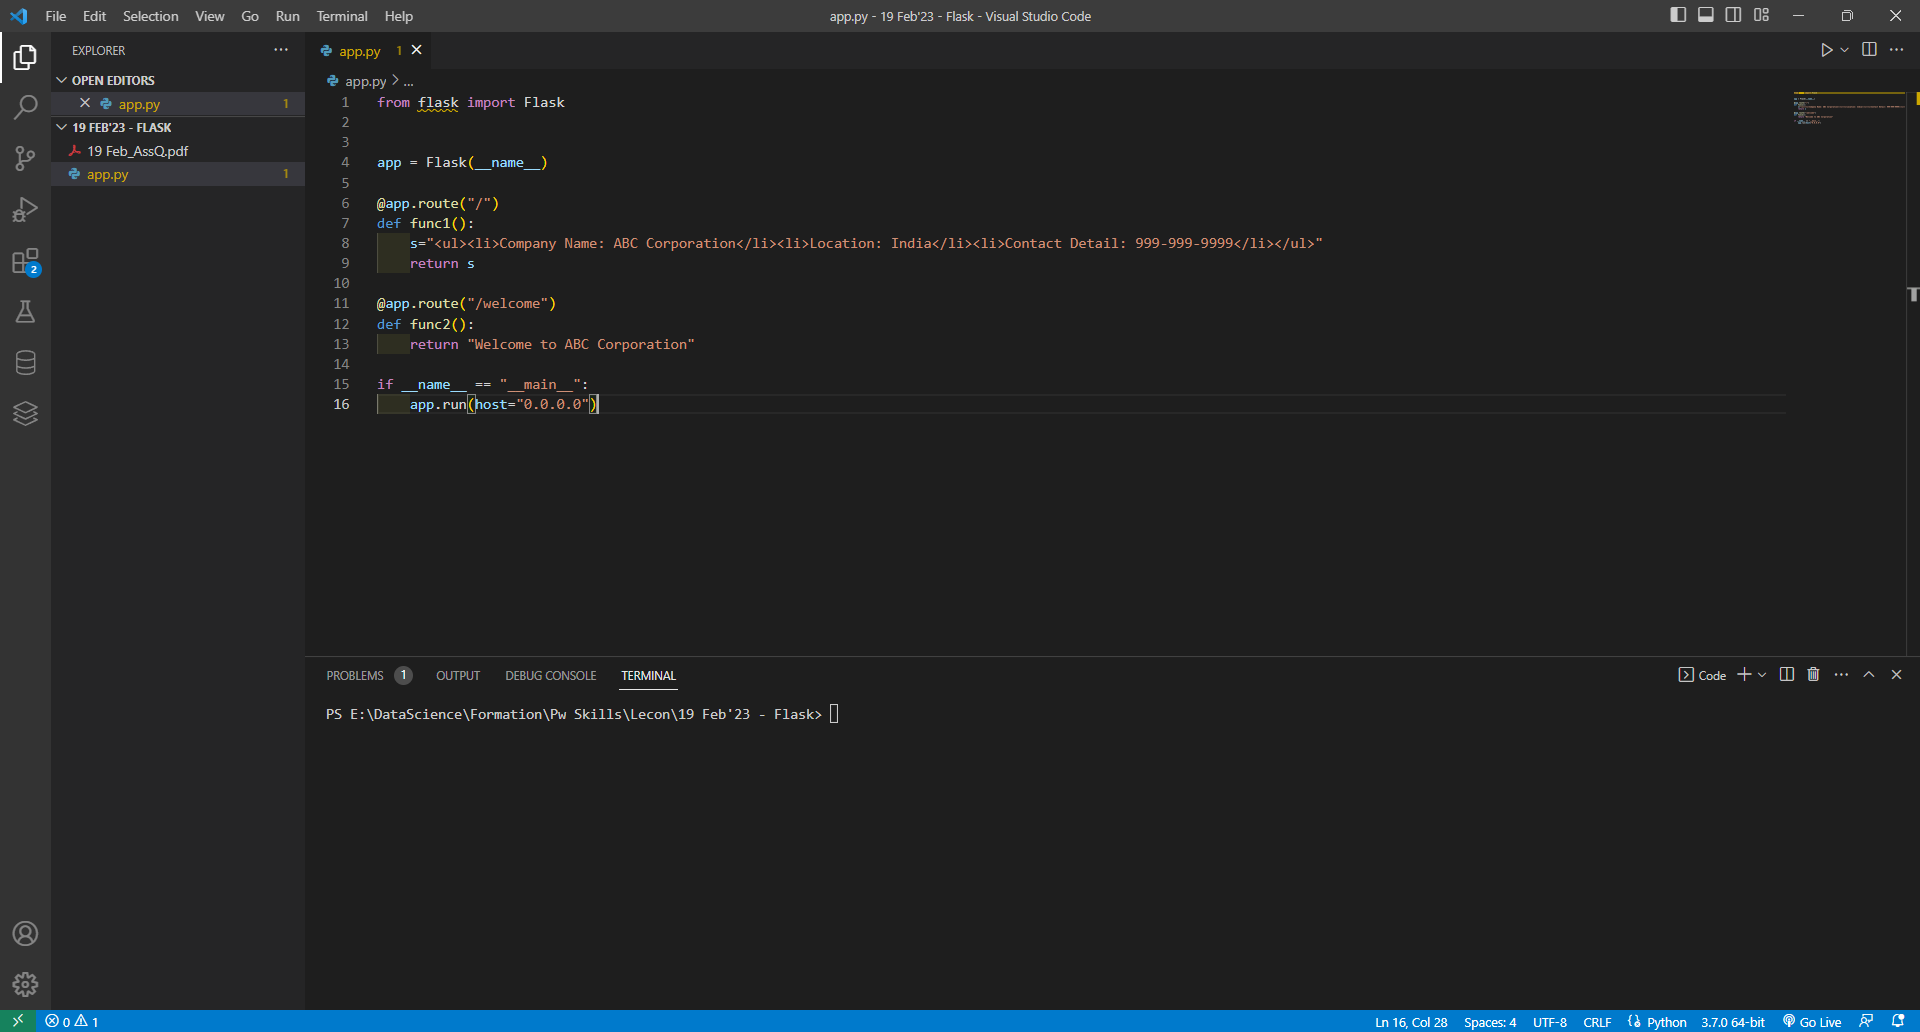 File Edit Selection View Go Run Terminal Help
app.py - 19 Feb'23 - Flask - Visual Studio Code
EXPLORER
OPEN EDITORS
app.py 1
19 FEB'23 - FLASK
19 Feb_AssQ.pdf
app.py 1
2
app.py 1
app.py > ...
1 from flask import Flask
2
3
4 app = Flask(__name__)
5
6 @app.route("/")
7 def func1():
8 s="<ul><li>Company Name: ABC Corporation</li><li>Location: India</li><li>Contact Detail: 999-999-9999</li></ul>"
9 return s
10
11 @app.route("/welcome")
12 def func2():
13 return "Welcome to ABC Corporation"
14
15 if __name__ == "__main__":
16 app.run(host="0.0.0.0")
PROBLEMS 1 OUTPUT DEBUG CONSOLE TERMINAL
Code
PS E:\DataScience\Formation\Pw Skills\Lecon\19 Feb'23 - Flask>
0 1
Ln 16, Col 28 Spaces: 4 UTF-8 CRLF Python 3.7.0 64-bit Go Live